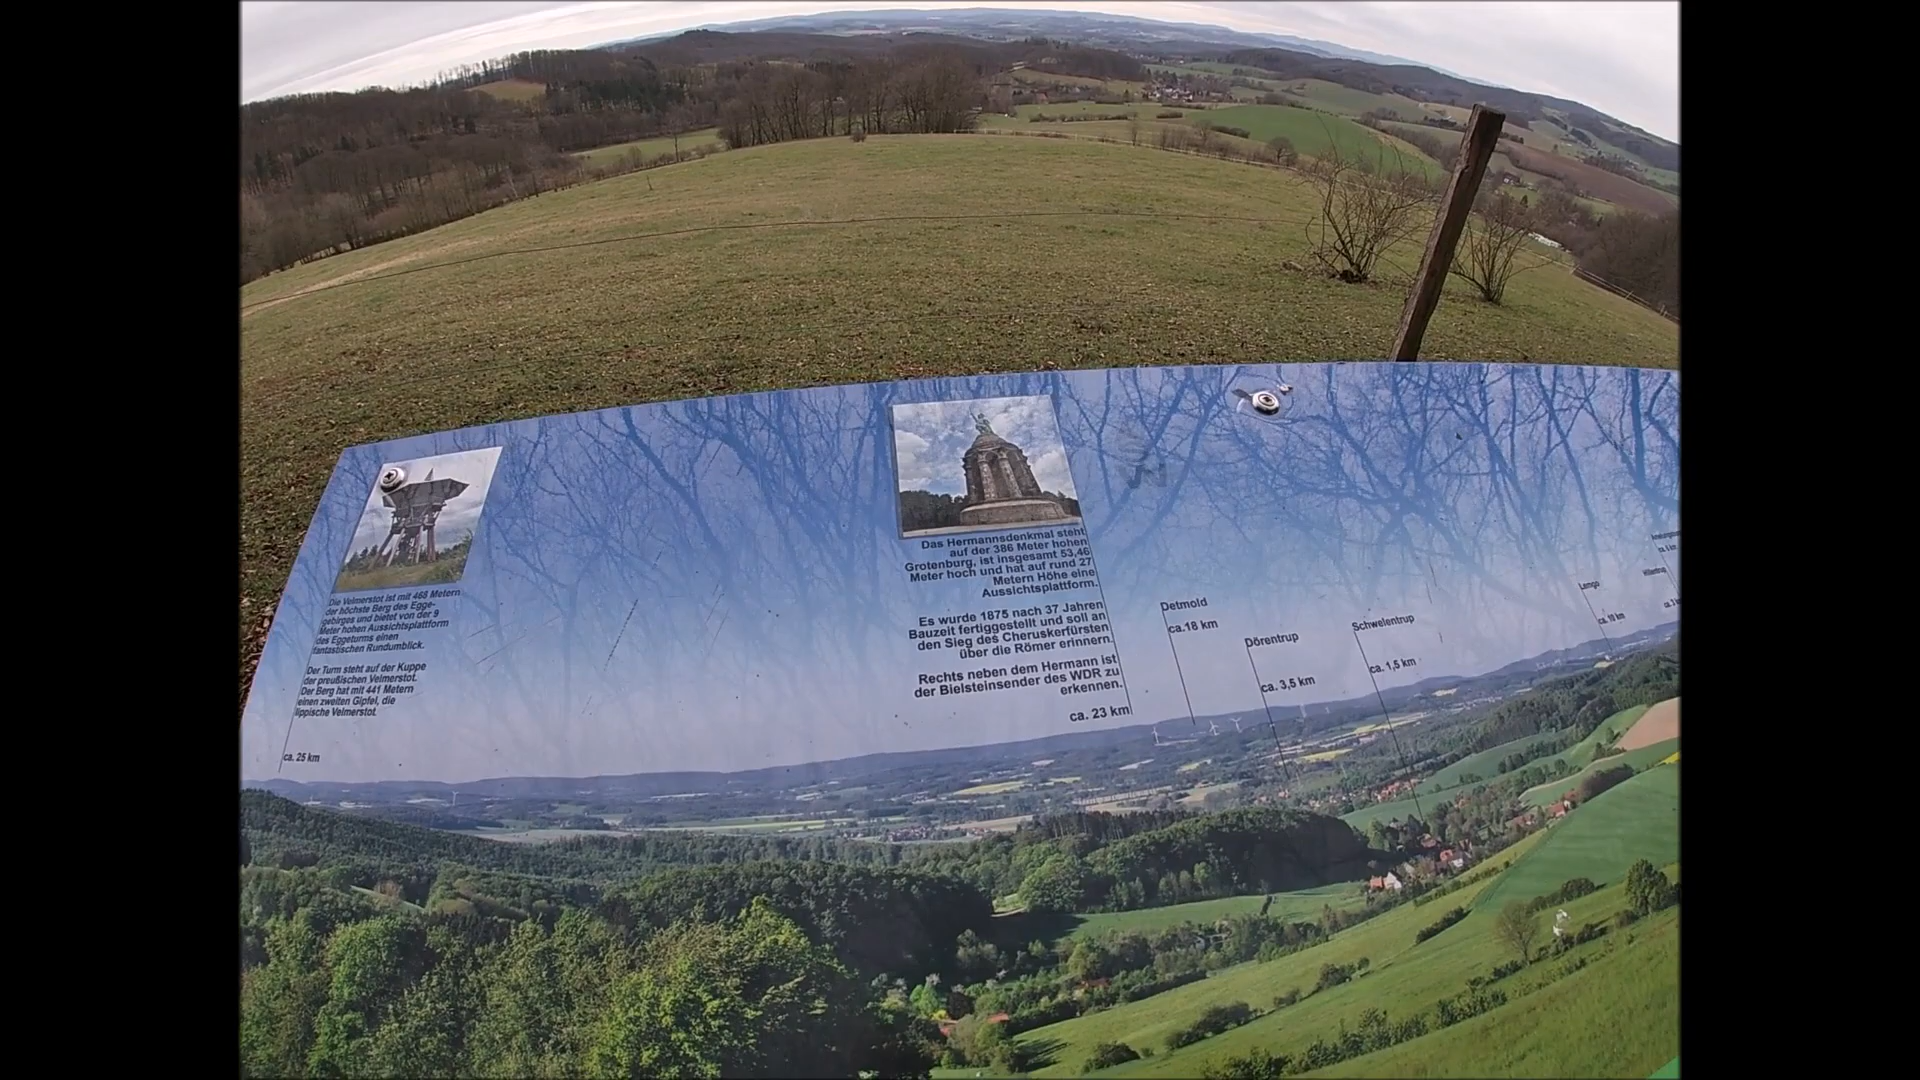 Die Velmerstot ist mit 468 Metern
der höchste Berg des Egge-
gebirges und bietet von der 9
Meter hohen Aussichtsplattform
des Eggeturms einen
fantastischen Rundumblick.
Der Turm steht auf der Kuppe
der preußischen Velmerstot.
Der Berg hat mit 441 Metern
einen zweiten Gipfel, die
lippische Velmerstot.
ca. 25 km
Das Hermannsdenkmal steht
auf der 386 Meter hohen
Grotenburg, ist insgesamt 53,46
Meter hoch und hat auf rund 27
Metern Höhe eine
Aussichtsplattform.
Es wurde 1875 nach 37 Jahren
Bauzeit fertiggestellt und soll an
den Sieg des Cheruskerfürsten
über die Römer erinnern.
Rechts neben dem Hermann ist
der Bielsteinsender des WDR zu
erkennen.
ca. 23 km
Detmold
ca.18 km
Dörentrup
ca. 3,5 km
Schwelentrup
ca. 1,5 km
Lemgo
ca. 10 km
Hillentrup